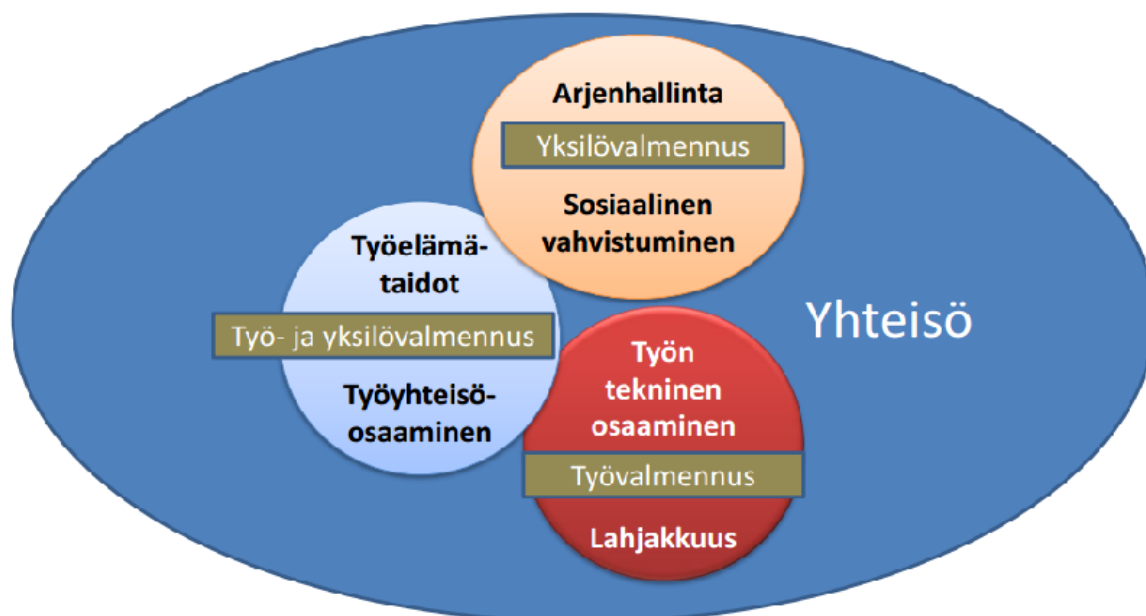 Arjenhallinta
Yksilövalmennus
Sosiaalinen
vahvistuminen
Työelämä-
taidot
Työ- ja yksilövalmennus
Työyhteisö-
osaaminen
Yhteisö
Työn
tekninen
osaaminen
Työvalmennus
Lahjakkuus